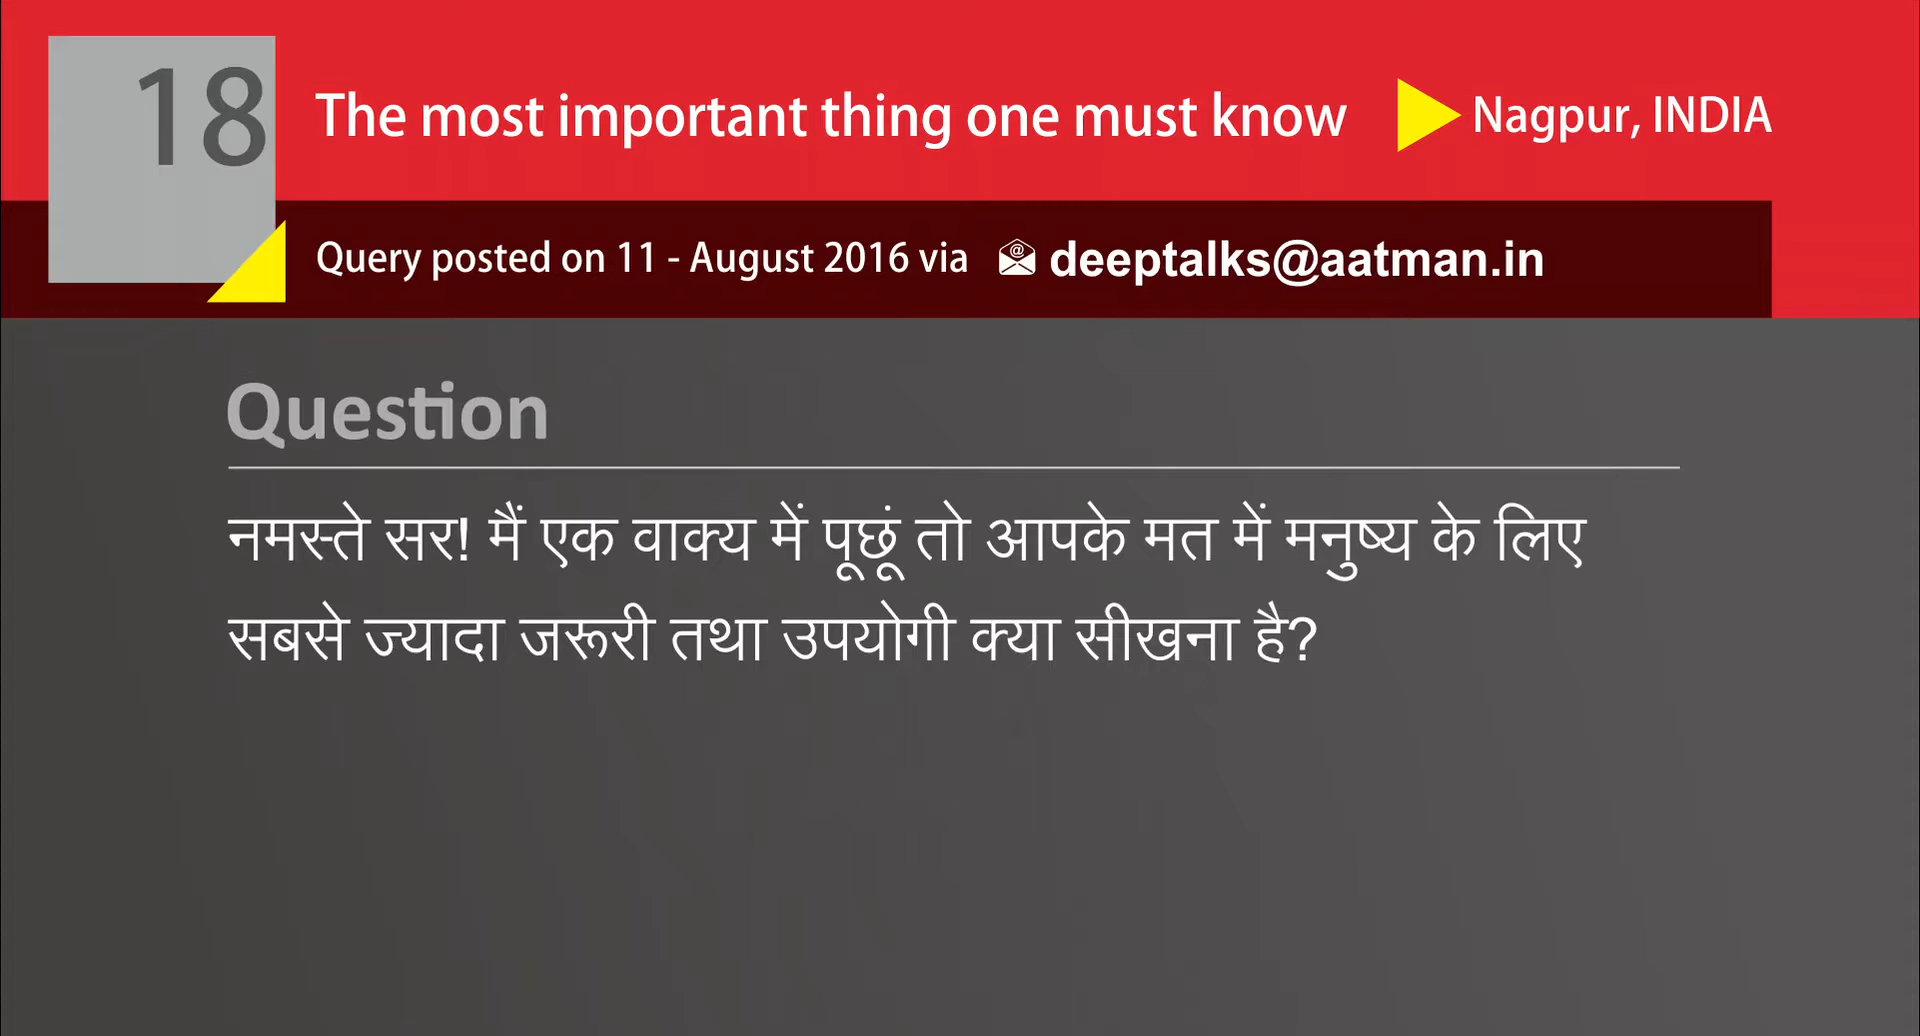 18
The most important thing one must know
Nagpur, INDIA
Query posted on 11 - August 2016 via deeptalks@aatman.in
Question
नमस्ते सर! मैं एक वाक्य में पूछूं तो आपके मत में मनुष्य के लिए
सबसे ज्यादा जरूरी तथा उपयोगी क्या सीखना है?